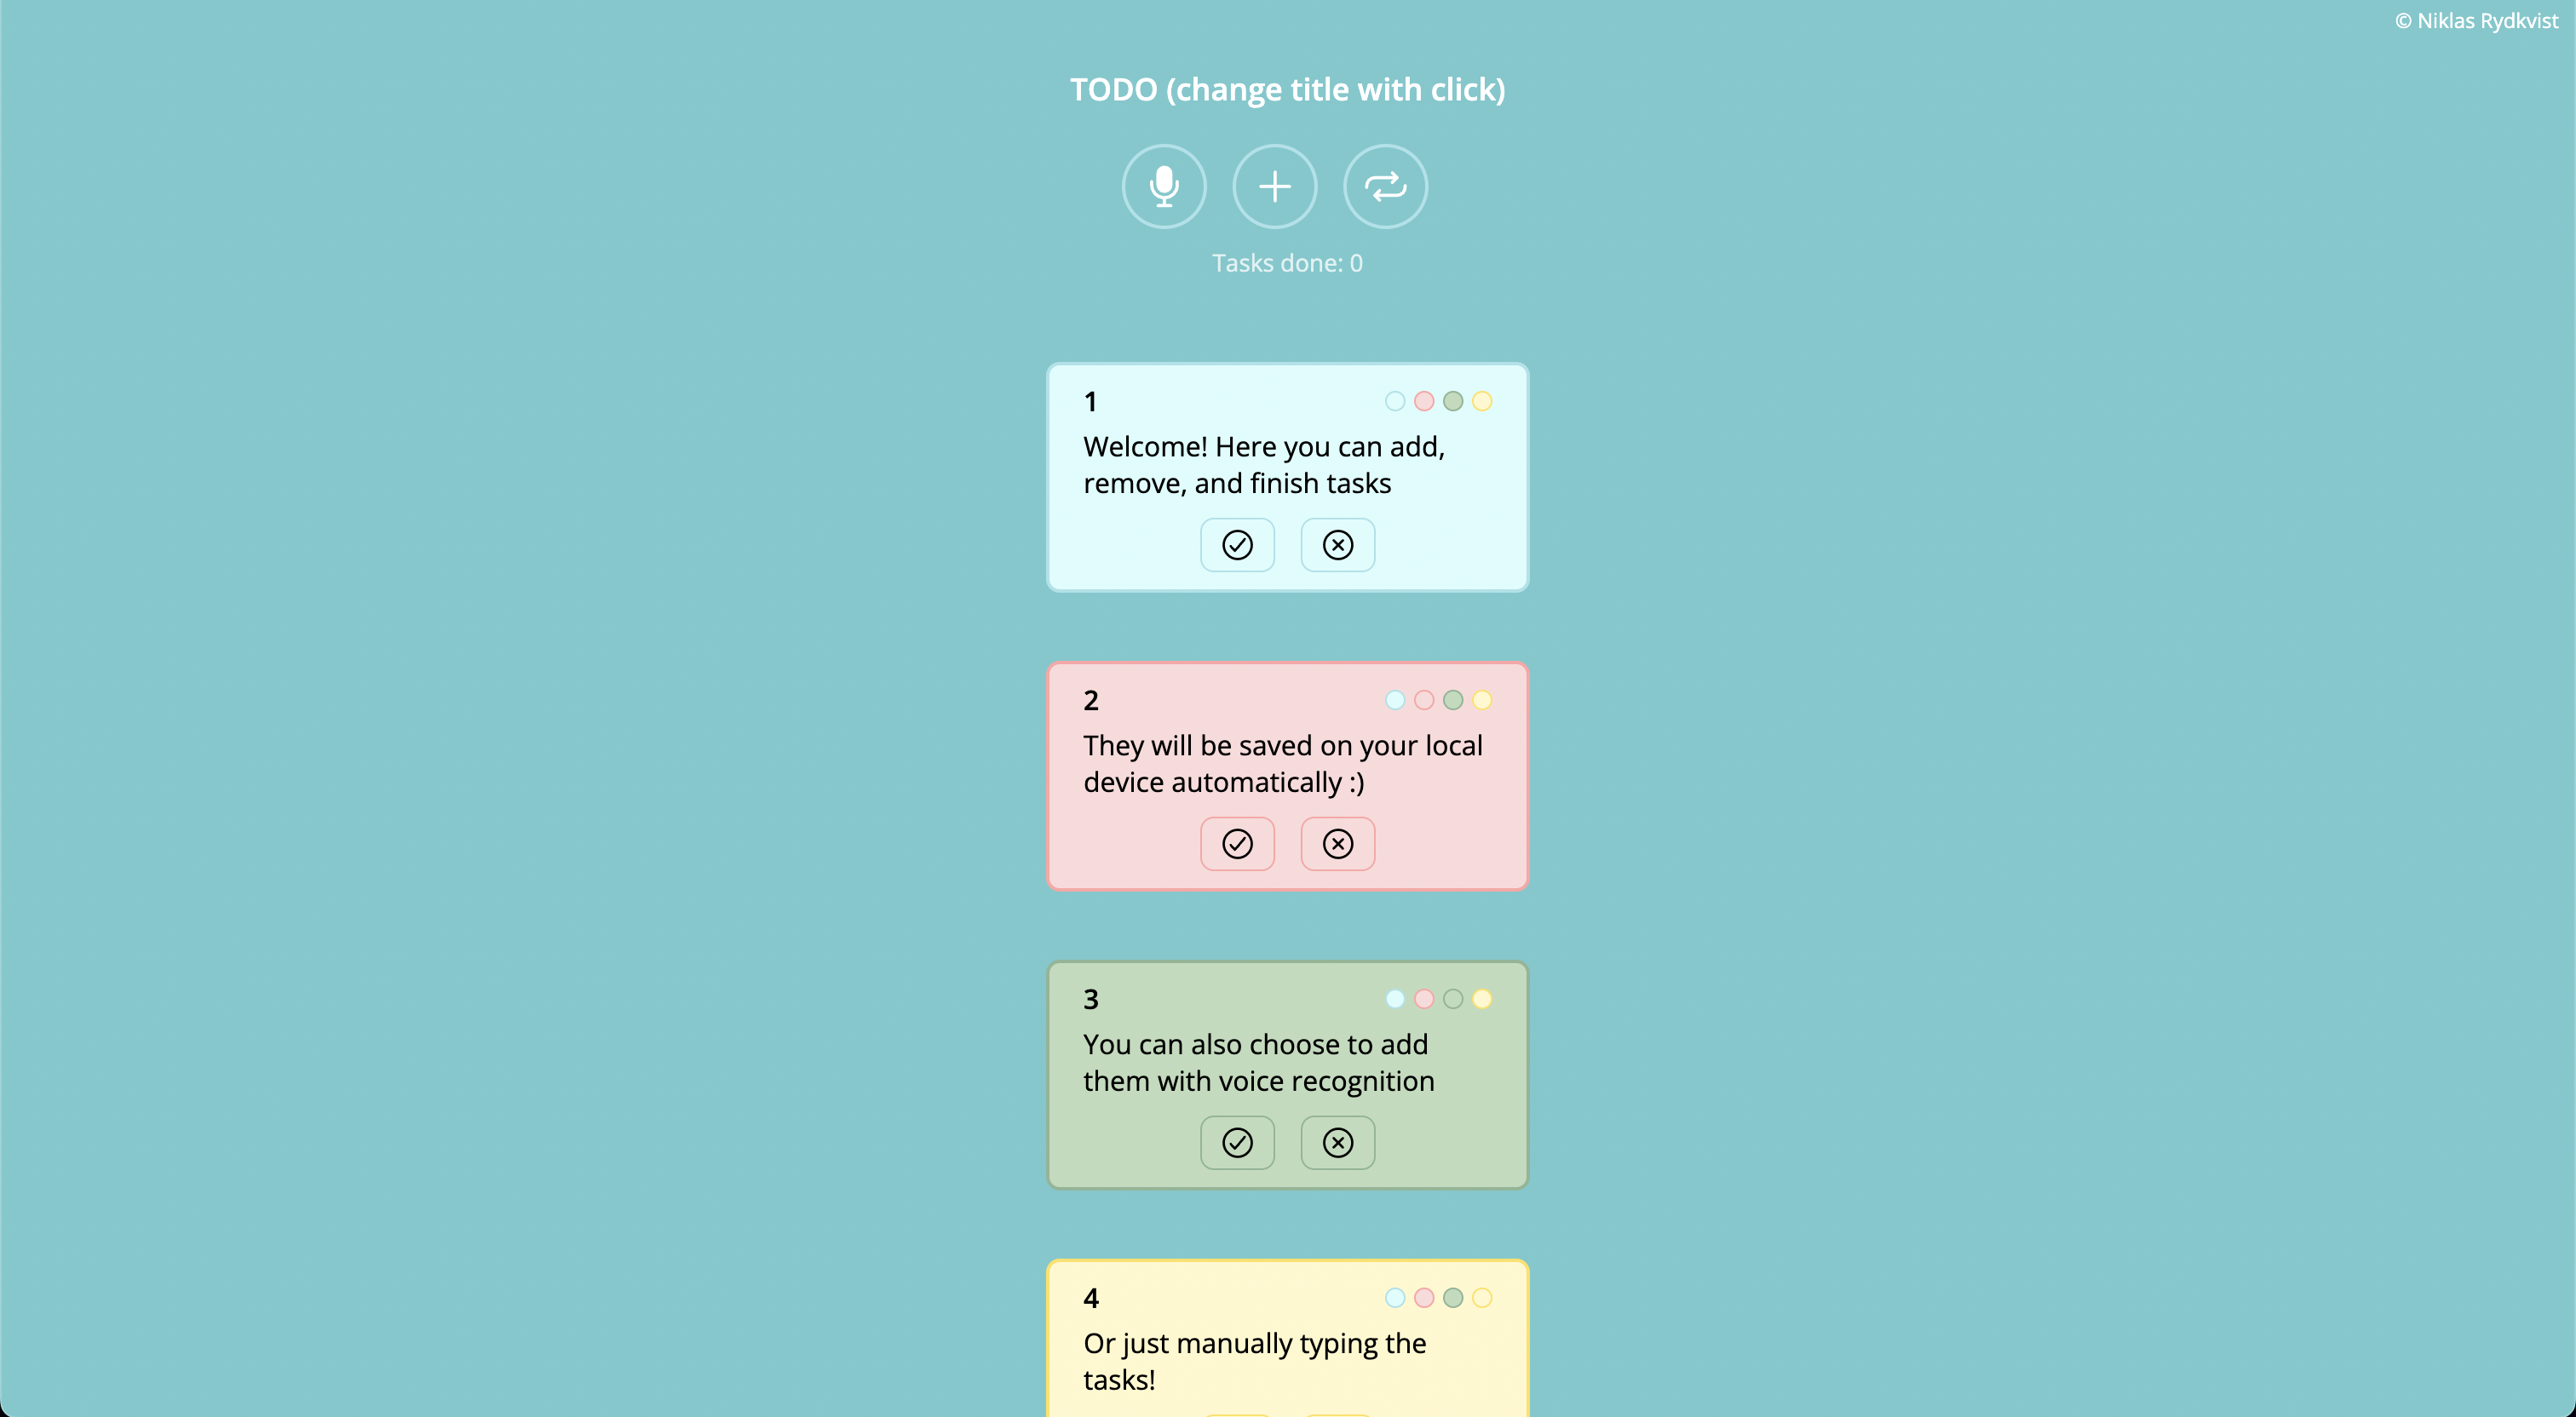 © Niklas Rydkvist
TODO (change title with click)
Tasks done: 0
1
Welcome! Here you can add,
remove, and finish tasks
2
They will be saved on your local
device automatically :)
3
You can also choose to add
them with voice recognition
4
Or just manually typing the
tasks!